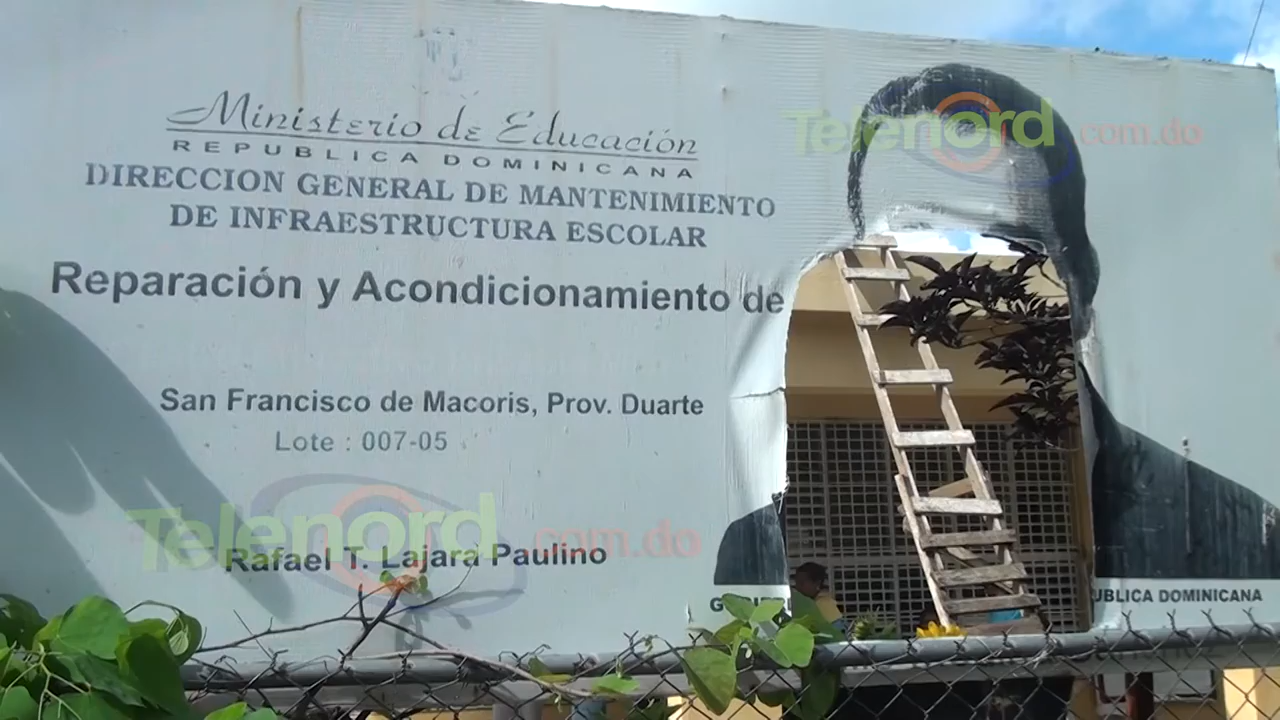 Ministerio de Educación
REPUBLICA DOMINICANA
DIRECCION GENERAL DE MANTENIMIENTO
DE INFRAESTRUCTURA ESCOLAR
Reparación y Acondicionamiento de
San Francisco de Macoris, Prov. Duarte
Lote : 007-05
Rafael T. Lajara Paulino
UBLICA DOMINICANA
Telenord.com.do
Telenord.com.do